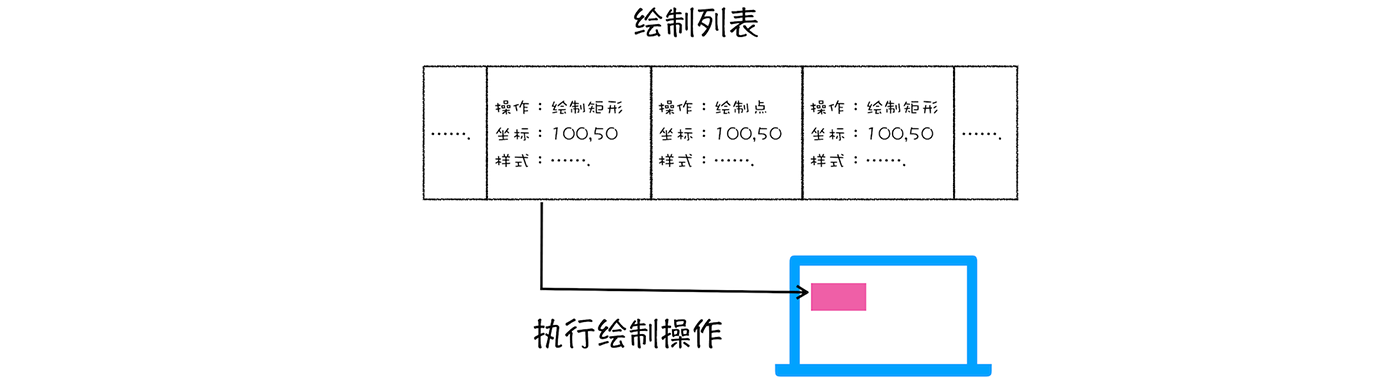 绘制列表
…….
操作：绘制矩形
坐标：100,50
样式：…….
操作：绘制点
坐标：100,50
样式：…….
操作：绘制矩形
坐标：100,50
样式：…….
…….
执行绘制操作